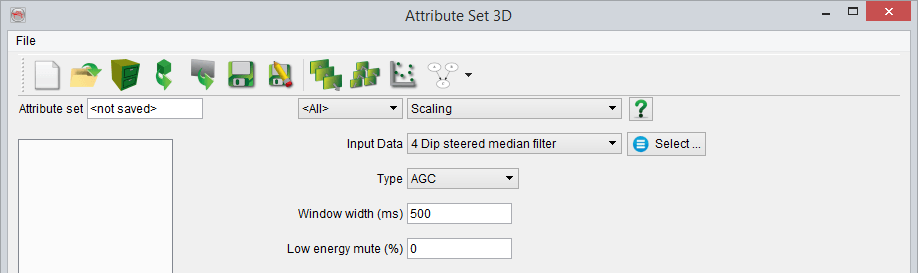 Attribute Set 3D
File
Attribute set <not saved> <All> Scaling ?
Input Data 4 Dip steered median filter Select ...
Type AGC
Window width (ms) 500
Low energy mute (%) 0